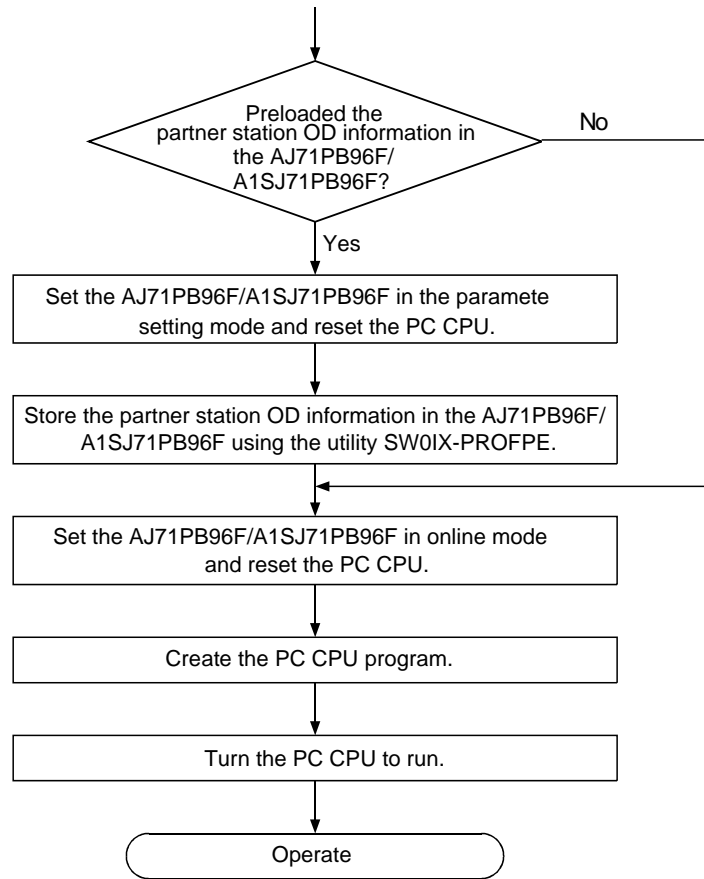 Preloaded the
partner station OD information in
the AJ71PB96F/
A1SJ71PB96F?
No
Yes
Set the AJ71PB96F/A1SJ71PB96F in the paramete
setting mode and reset the PC CPU.
Store the partner station OD information in the AJ71PB96F/
A1SJ71PB96F using the utility SW0IX-PROFPE.
Set the AJ71PB96F/A1SJ71PB96F in online mode
and reset the PC CPU.
Create the PC CPU program.
Turn the PC CPU to run.
Operate